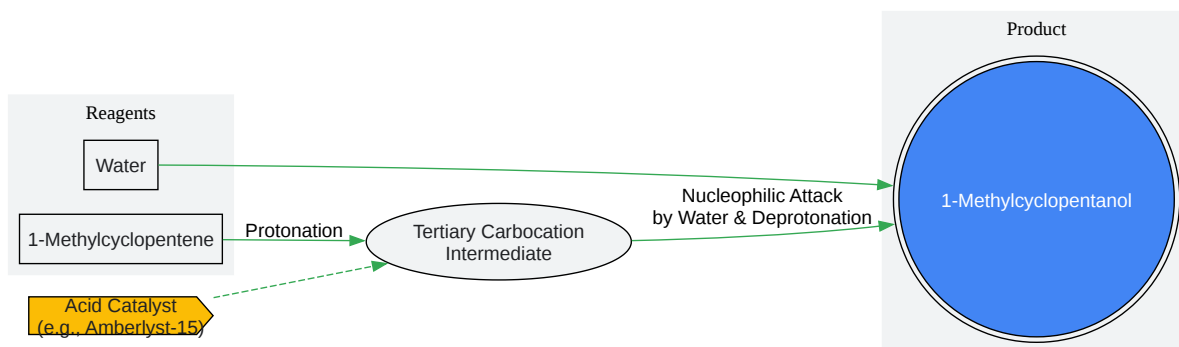 Reagents
Water
1-Methylcyclopentene
Acid Catalyst
(e.g., Amberlyst-15)
Protonation
Tertiary Carbocation
Intermediate
Nucleophilic Attack
by Water & Deprotonation
Product
1-Methylcyclopentanol